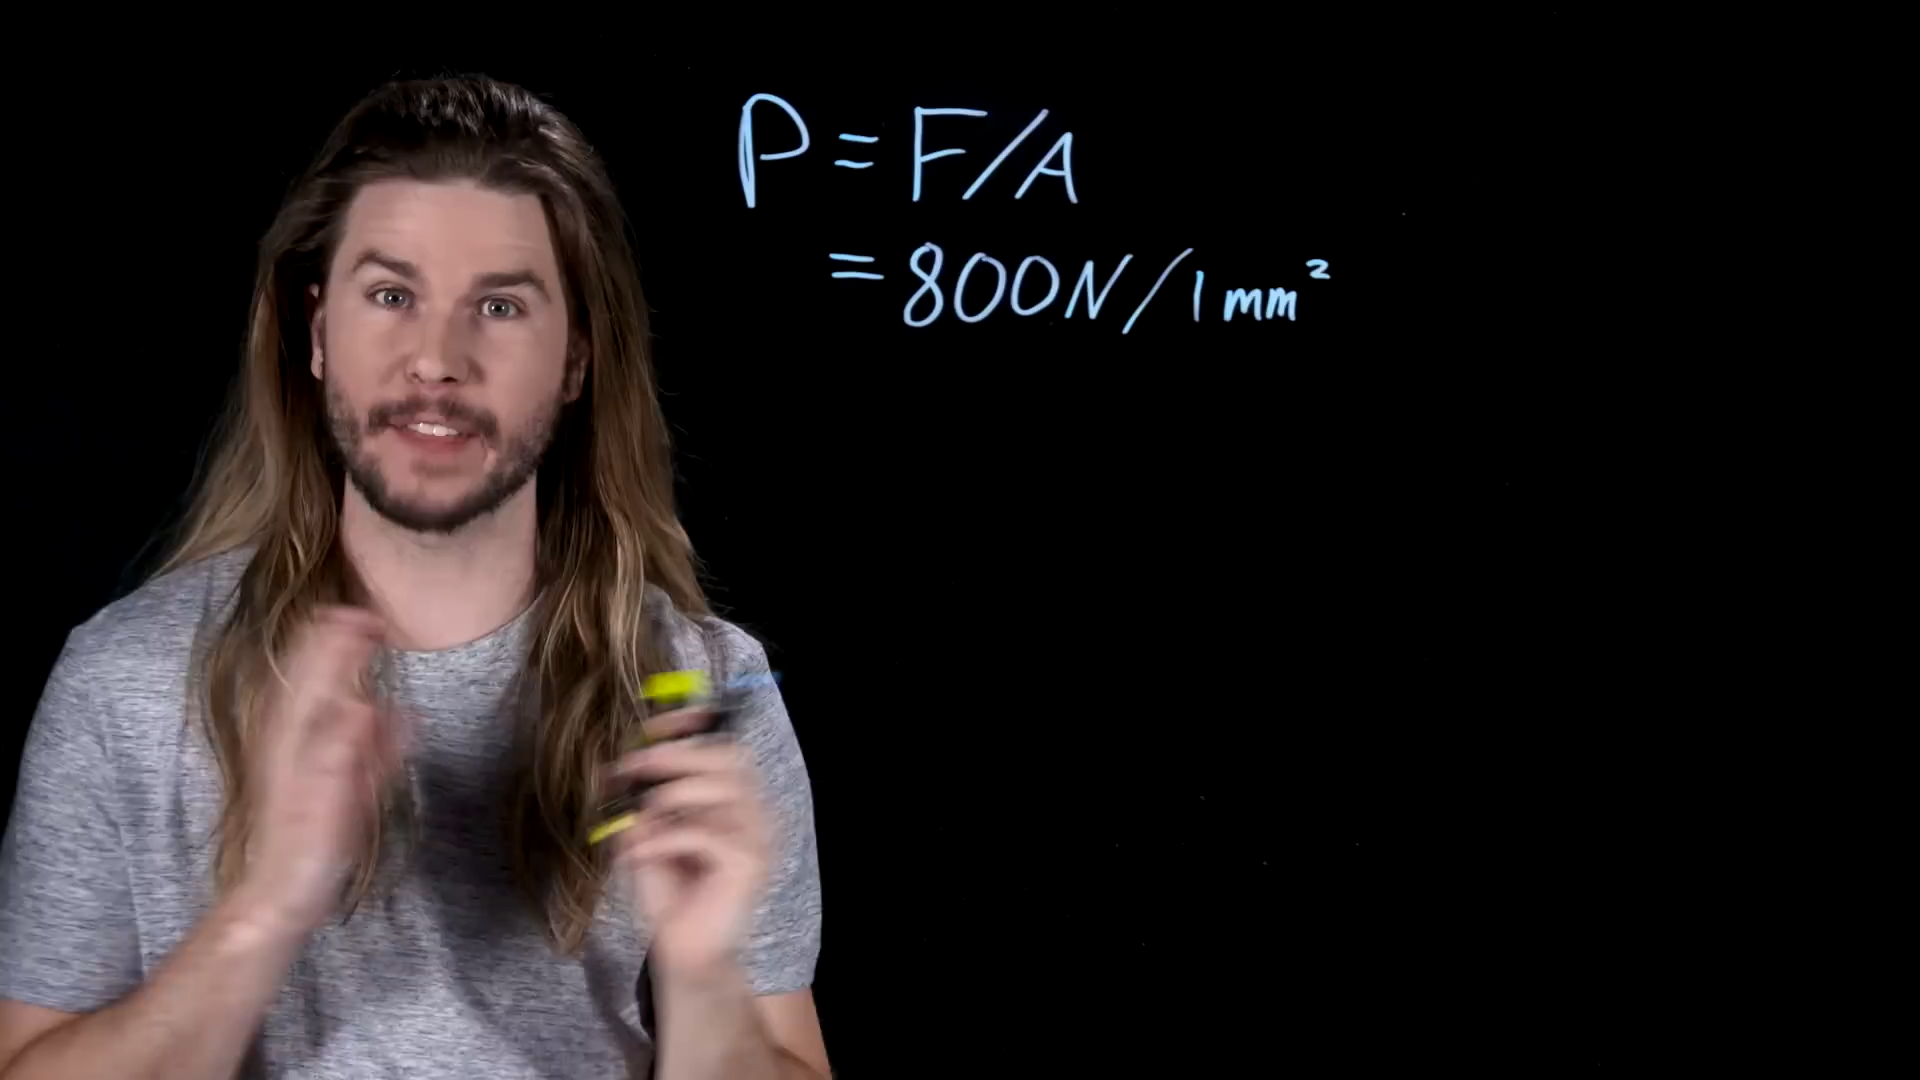 P = F/A
= 800N/1mm²